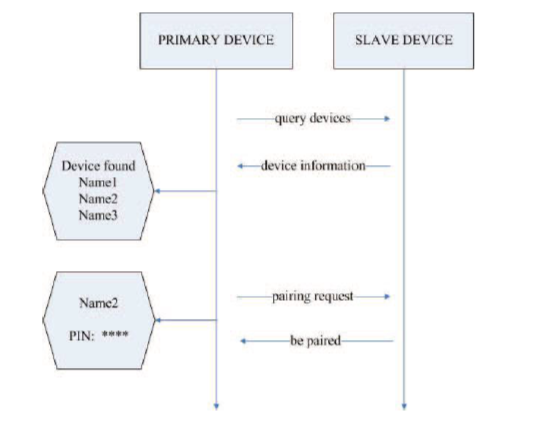 PRIMARY DEVICE
SLAVE DEVICE
query devices
device information
Device found
Name1
Name2
Name3
pairing request
Name2
PIN: ****
be paired